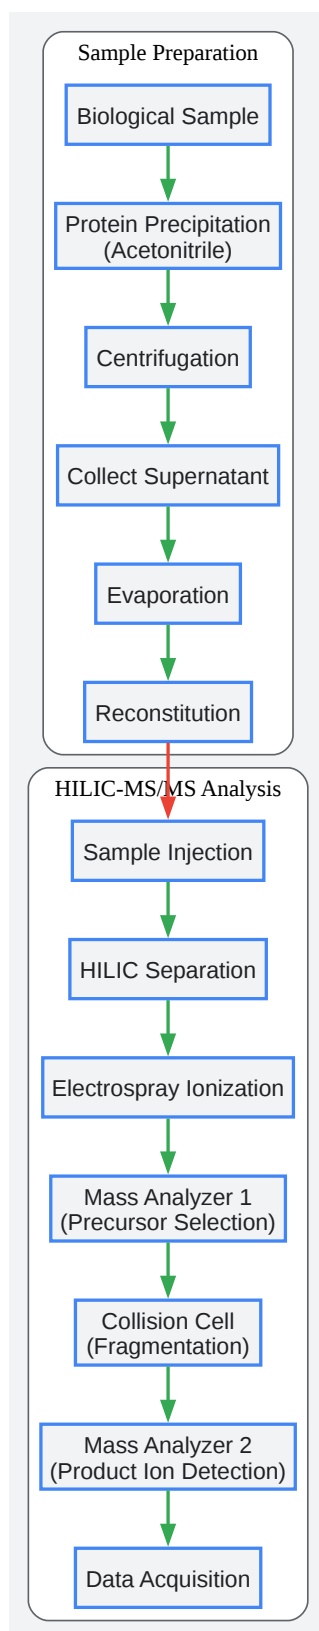 Sample Preparation
Biological Sample
Protein Precipitation
(Acetonitrile)
Centrifugation
Collect Supernatant
Evaporation
Reconstitution
HILIC-MS/MS Analysis
Sample Injection
HILIC Separation
Electrospray Ionization
Mass Analyzer 1
(Precursor Selection)
Collision Cell
(Fragmentation)
Mass Analyzer 2
(Product Ion Detection)
Data Acquisition